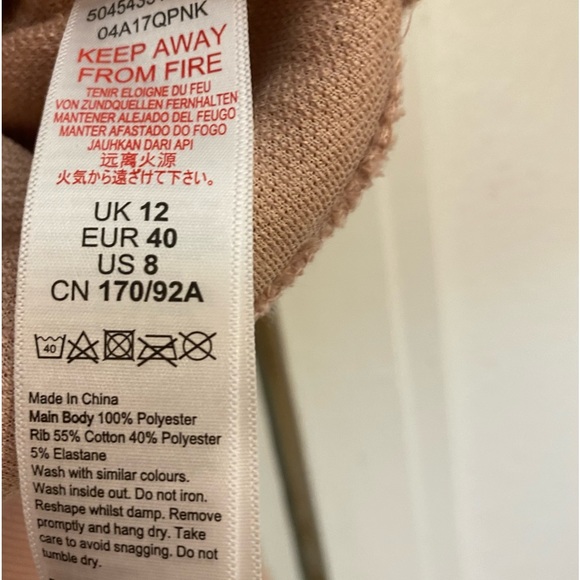 04A17QPNK
KEEP AWAY
FROM FIRE
TENIR ELOIGNE DU FEU
VON ZUNDQUELLEN FERNHALTEN
MANTENER ALEJADO DEL FEUGO
MANTER AFASTADO DO FOGO
JAUHKAN DARI API
远离火源
火気から遠ざけて下さい。
UK 12
EUR 40
US 8
CN 170/92A
40
Made In China
Main Body 100% Polyester
Rib 55% Cotton 40% Polyester
5% Elastane
Wash with similar colours.
Wash inside out. Do not iron.
Reshape whilst damp. Remove
promptly and hang dry. Take
care to avoid snagging. Do not
tumble dry.